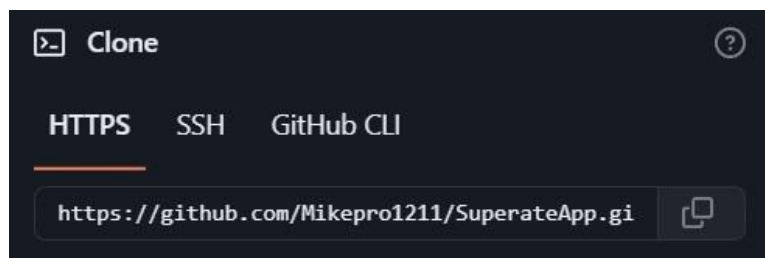 Clone
HTTPS SSH GitHub CLI
https://github.com/Mikepro1211/SuperateApp.gi